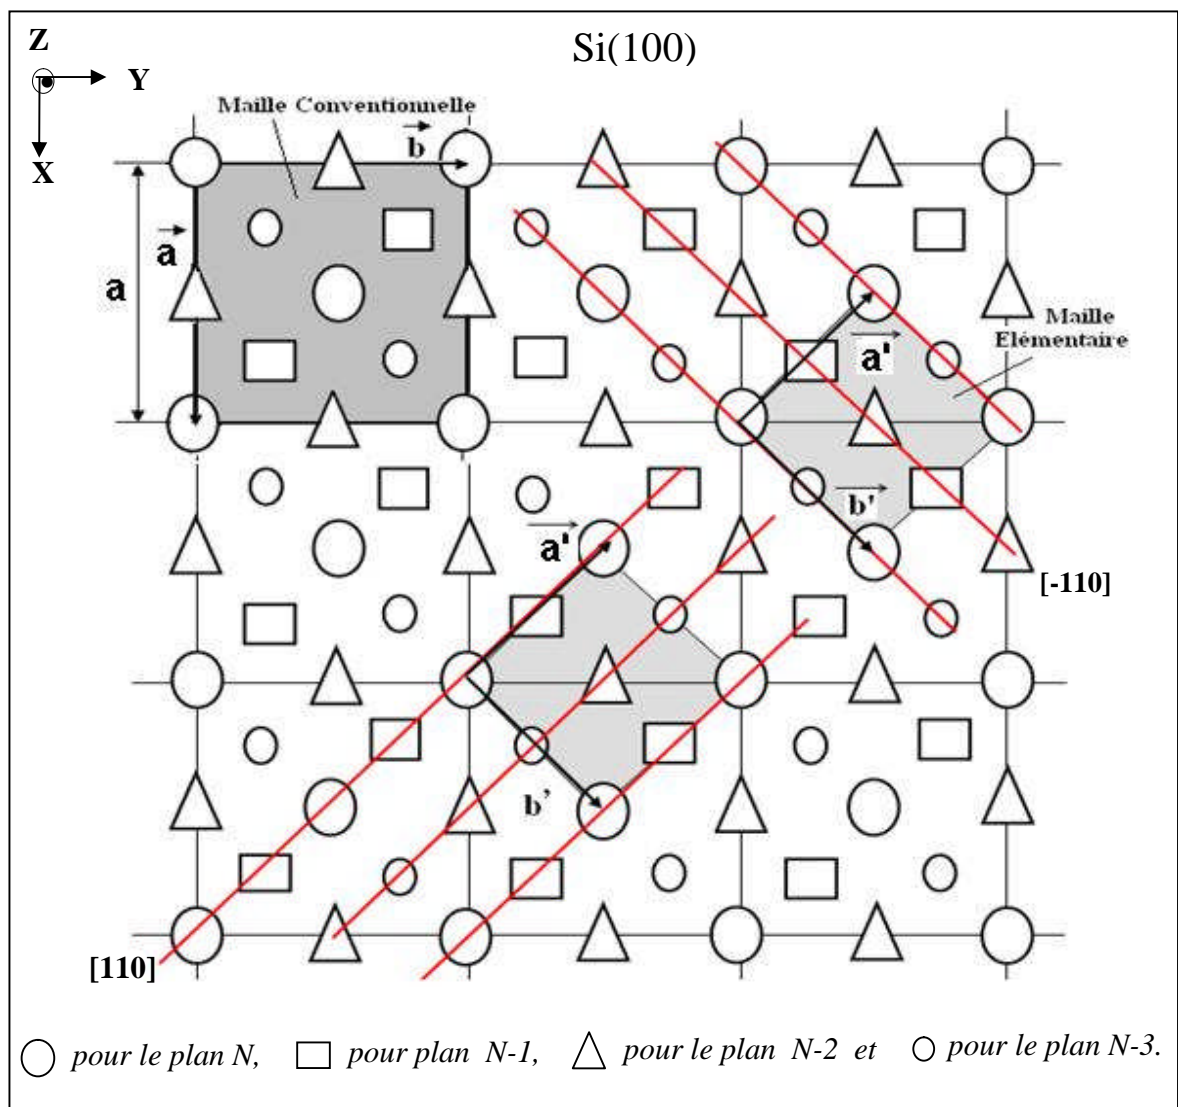 Si(100)
Z
Y
X
Maille Conventionnelle
b
a
a
a'
Maille
Elémentaire
b'
a'
[-110]
b'
[110]
pour le plan N, pour plan N-1, pour le plan N-2 et pour le plan N-3.